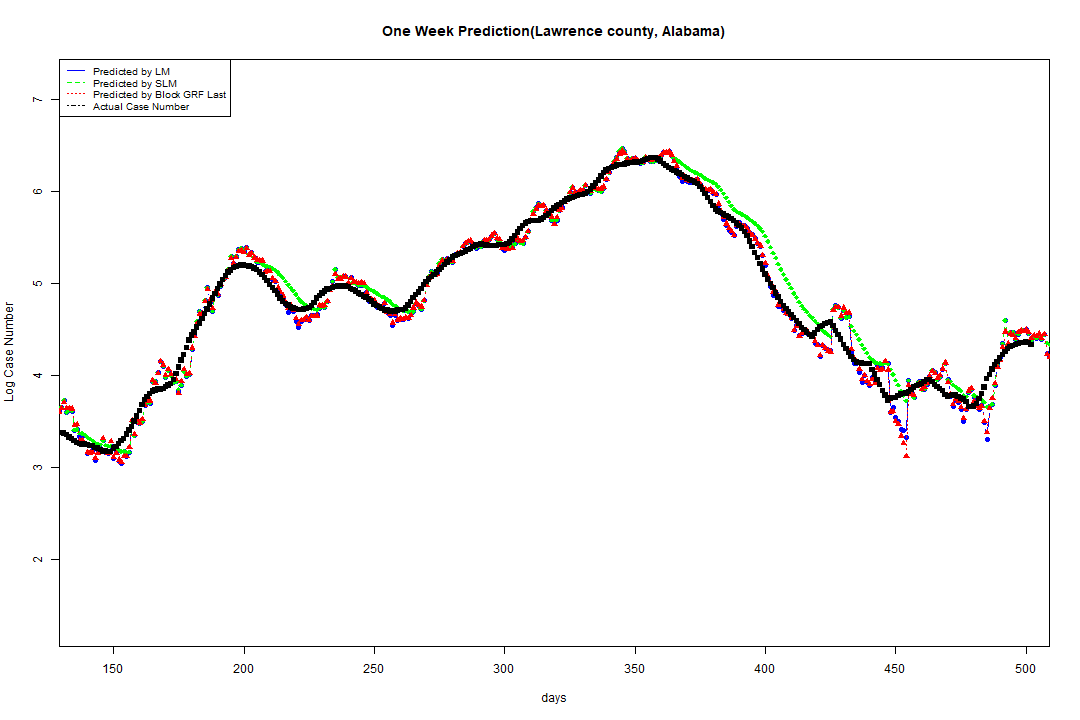 One Week Prediction(Lawrence county, Alabama)
Predicted by LM
Predicted by SLM
Predicted by Block GRF Last
Actual Case Number
7
6
5
4
3
2
Log Case Number
150 200 250 300 350 400 450 500
days